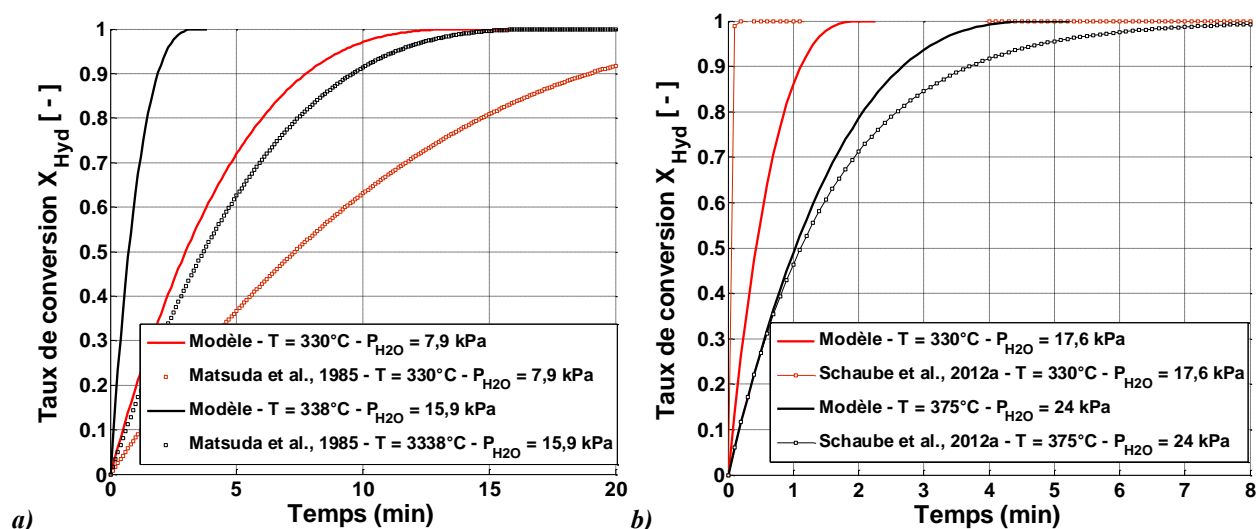 Taux de conversion X_Hyd [ - ]
1
0.9
0.8
0.7
0.6
0.5
0.4
0.3
0.2
0.1
0
Modèle - T = 330°C - P_H2O = 7,9 kPa
Matsuda et al., 1985 - T = 330°C - P_H2O = 7,9 kPa
Modèle - T = 338°C - P_H2O = 15,9 kPa
Matsuda et al., 1985 - T = 3338°C - P_H2O = 15,9 kPa
0 5 10 15 20
Temps (min)
a)
Taux de conversion X_Hyd [ - ]
1
0.9
0.8
0.7
0.6
0.5
0.4
0.3
0.2
0.1
0
Modèle - T = 330°C - P_H2O = 17,6 kPa
Schaube et al., 2012a - T = 330°C - P_H2O = 17,6 kPa
Modèle - T = 375°C - P_H2O = 24 kPa
Schaube et al., 2012a - T = 375°C - P_H2O = 24 kPa
0 1 2 3 4 5 6 7 8
Temps (min)
b)